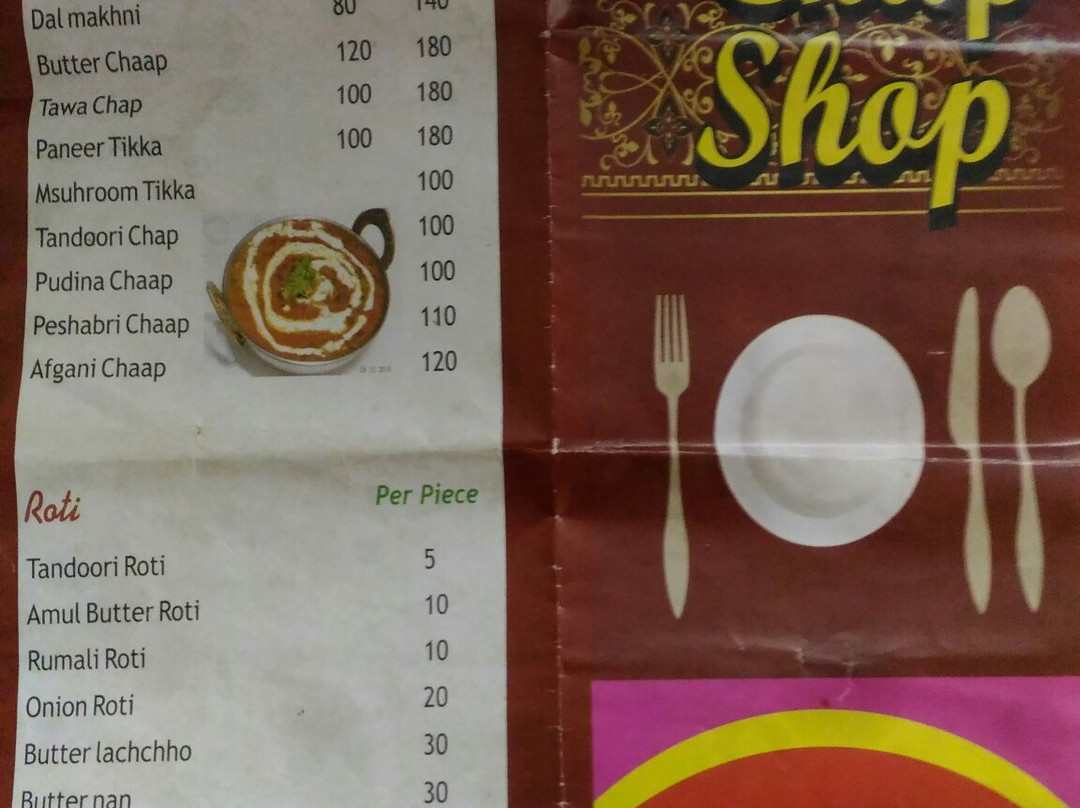 Dal makhni 80 140
Butter Chaap 120 180
Tawa Chap 100 180
Paneer Tikka 100 180
Msuhroom Tikka 100
Tandoori Chap 100
Pudina Chaap 100
Peshabri Chaap 110
Afgani Chaap 120
Roti Per Piece
Tandoori Roti 5
Amul Butter Roti 10
Rumali Roti 10
Onion Roti 20
Butter lachchho 30
Butter nan 30
Shop